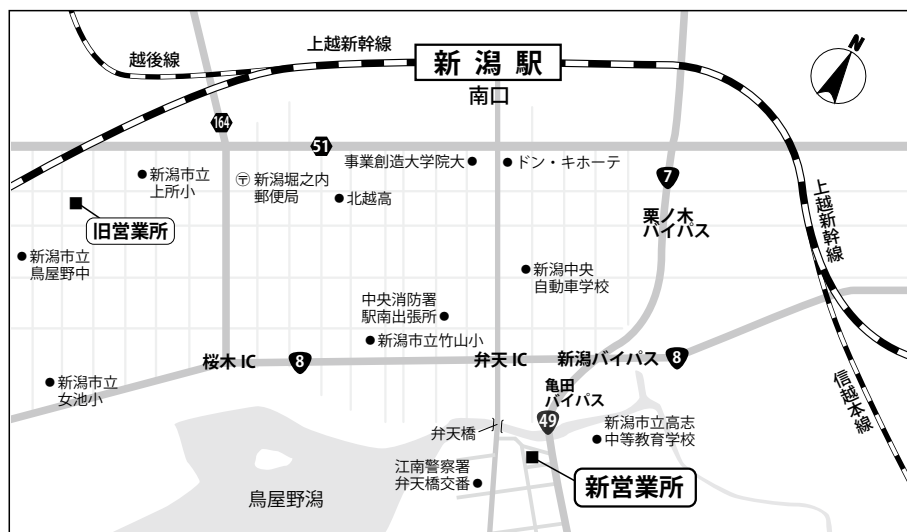 越後線
上越新幹線
新潟駅
南口
N
164
51
事業創造大学院大
ドン・キホーテ
新潟市立
上所小
〒 新潟堀之内
郵便局
北越高
7
栗ノ木
バイパス
上越新幹線
旧営業所
新潟市立
鳥屋野中
新潟中央
自動車学校
中央消防署
駅南出張所
新潟市立竹山小
桜木 IC
8
弁天 IC
新潟バイパス
8
新潟市立
女池小
亀田
バイパス
49
新潟市立高志
中等教育学校
信越本線
弁天橋
江南警察署
弁天橋交番
新営業所
鳥屋野潟